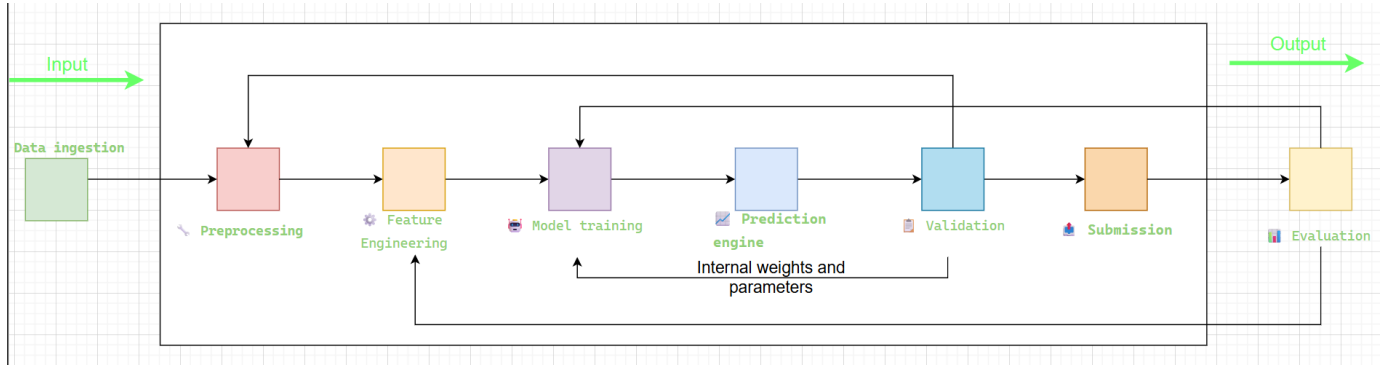 Input
Output
Data ingestion
Preprocessing
Feature
Engineering
Model training
Prediction
engine
Validation
Submission
Evaluation
Internal weights and
parameters